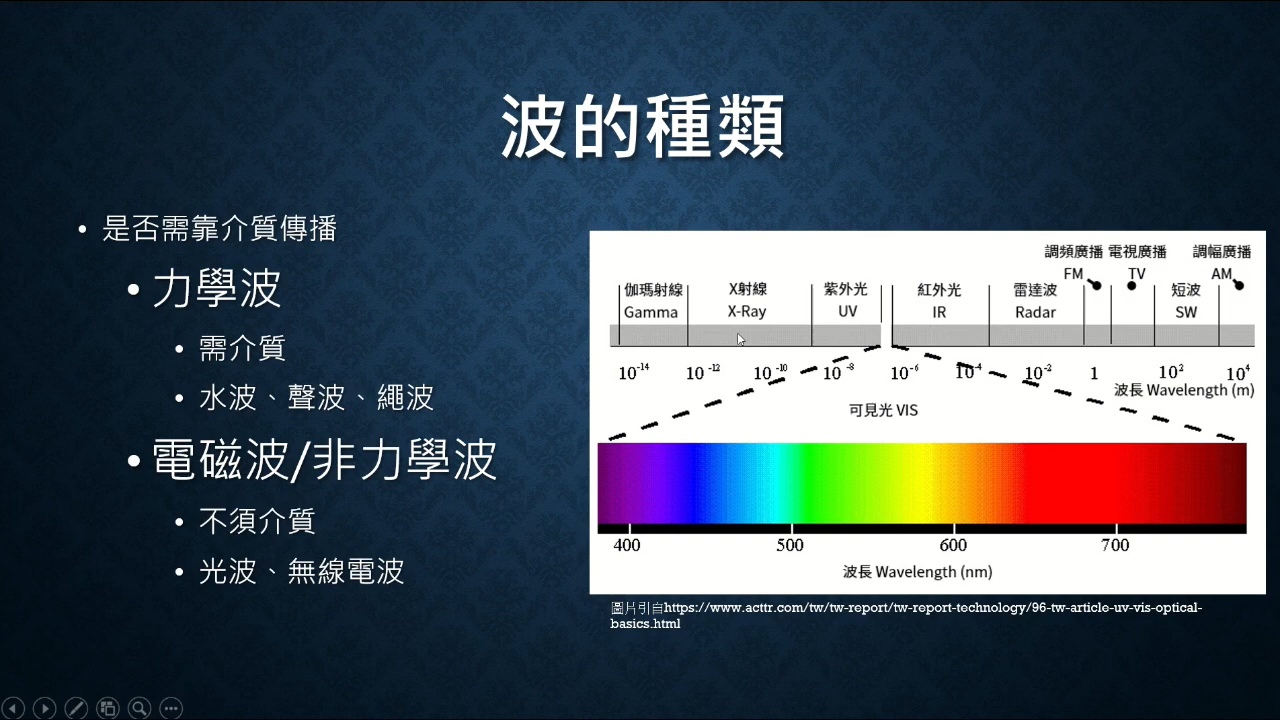 波的種類
• 是否需靠介質傳播
• 力學波
• 需介質
• 水波、聲波、繩波
• 電磁波/非力學波
• 不須介質
• 光波、無線電波
調頻廣播 電視廣播 調幅廣播
FM TV AM
伽瑪射線 X射線 紫外光 紅外光 雷達波 短波
Gamma X-Ray UV IR Radar SW
10⁻¹⁴ 10⁻¹² 10⁻¹⁰ 10⁻⁸ 10⁻⁶ 10⁻⁴ 10⁻² 1 10² 10⁴
波長 Wavelength (m)
可見光 VIS
400 500 600 700
波長 Wavelength (nm)
圖片引自https://www.acttr.com/tw/tw-report/tw-report-technology/96-tw-article-uv-vis-optical-
basics.html